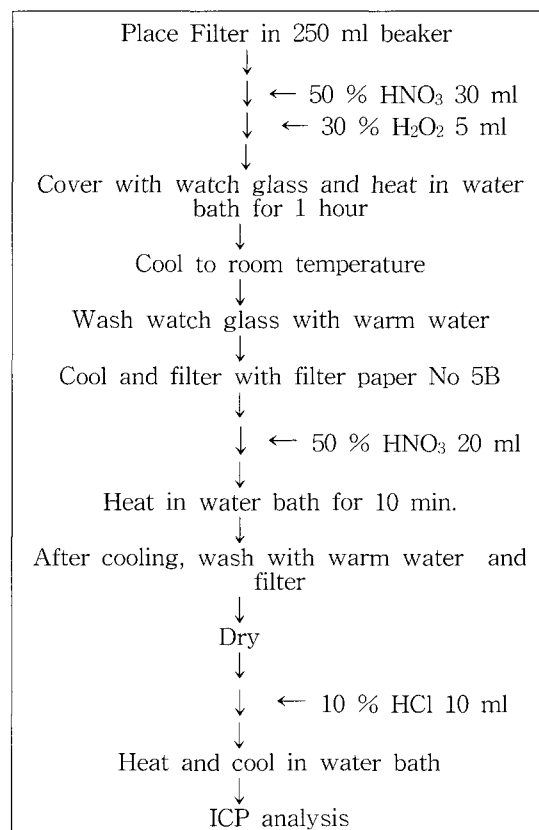 Place Filter in 250 ml beaker
↓
↓ ← 50 % HNO₃ 30 ml
↓ ← 30 % H₂O₂ 5 ml
↓
Cover with watch glass and heat in water
bath for 1 hour
↓
Cool to room temperature
↓
Wash watch glass with warm water
↓
Cool and filter with filter paper No 5B
↓
↓ ← 50 % HNO₃ 20 ml
↓
Heat in water bath for 10 min.
↓
After cooling, wash with warm water and
filter
↓
Dry
↓
↓ ← 10 % HCl 10 ml
↓
Heat and cool in water bath
↓
ICP analysis